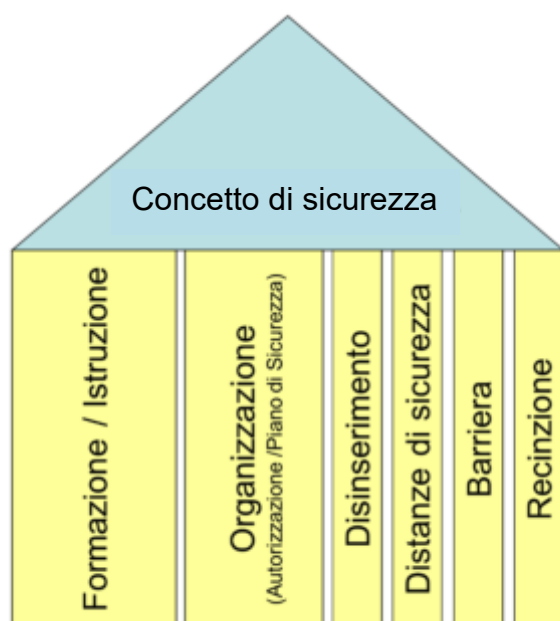 Concetto di sicurezza
Formazione / Istruzione
Organizzazione
(Autorizzazione /Piano di Sicurezza)
Disinserimento
Distanze di sicurezza
Barriera
Recinzione